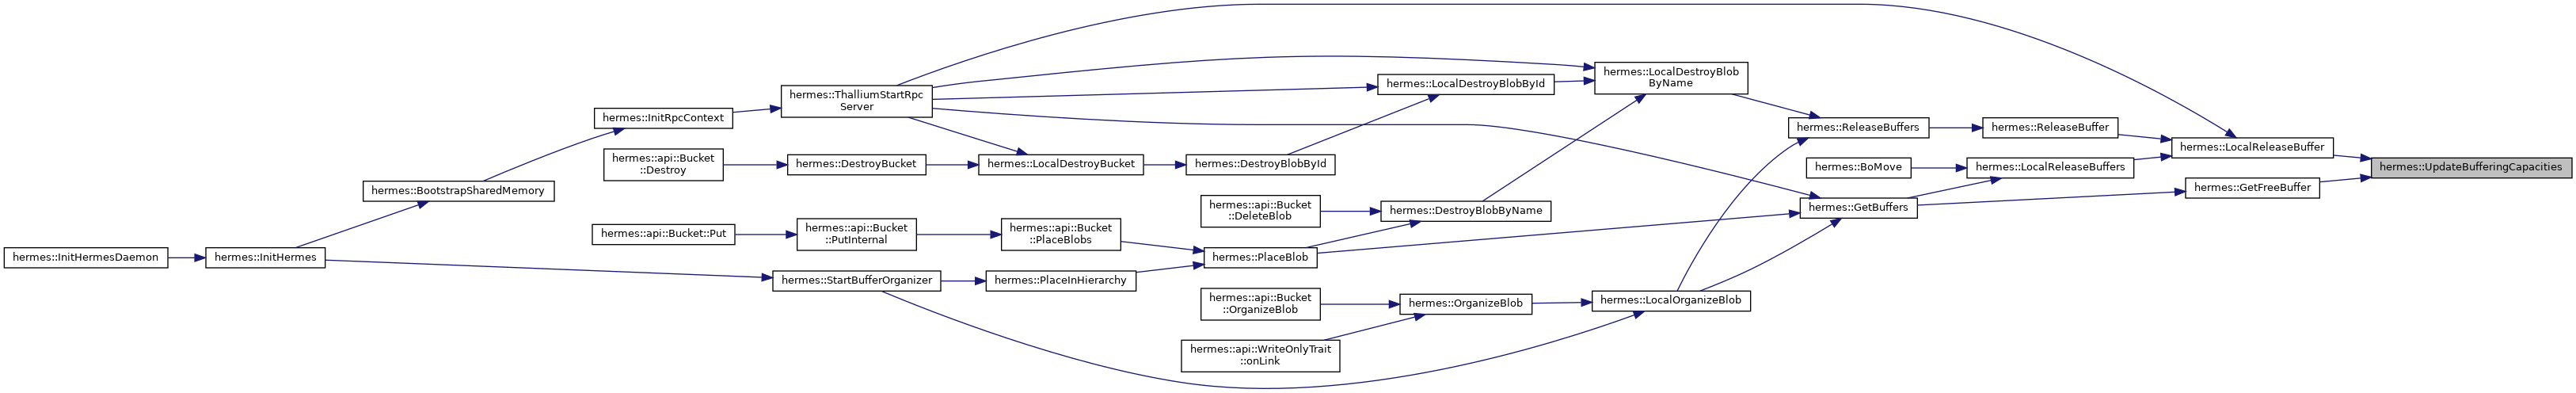 hermes::InitHermesDaemon
hermes::InitHermes
hermes::BootstrapSharedMemory
hermes::InitRpcContext
hermes::api::Bucket
::Destroy
hermes::api::Bucket::Put
hermes::ThalliumStartRpc
Server
hermes::DestroyBucket
hermes::api::Bucket
::PutInternal
hermes::StartBufferOrganizer
hermes::LocalDestroyBucket
hermes::api::Bucket
::PlaceBlobs
hermes::PlaceInHierarchy
hermes::DestroyBlobById
hermes::api::Bucket
::DeleteBlob
hermes::PlaceBlob
hermes::api::Bucket
::OrganizeBlob
hermes::api::WriteOnlyTrait
::onLink
hermes::LocalDestroyBlobById
hermes::DestroyBlobByName
hermes::OrganizeBlob
hermes::LocalDestroyBlob
ByName
hermes::LocalOrganizeBlob
hermes::ReleaseBuffers
hermes::BoMove
hermes::GetBuffers
hermes::ReleaseBuffer
hermes::LocalReleaseBuffers
hermes::LocalReleaseBuffer
hermes::GetFreeBuffer
hermes::UpdateBufferingCapacities